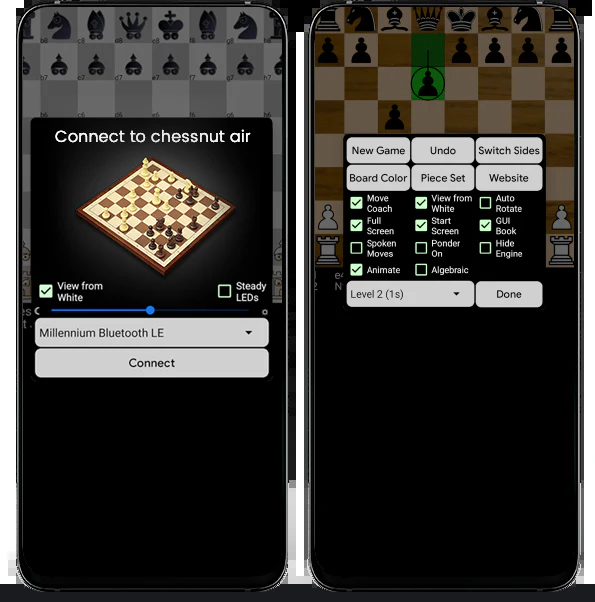 Connect to chessnut air
View from
White
Steady
LEDs
Millennium Bluetooth LE
Connect
New Game
Undo
Switch Sides
Board Color
Piece Set
Website
Move
Coach
View from
White
Auto
Rotate
Full
Screen
Start
Screen
GUI
Book
Spoken
Moves
Ponder
On
Hide
Engine
Animate
Algebraic
Level 2 (1s)
Done